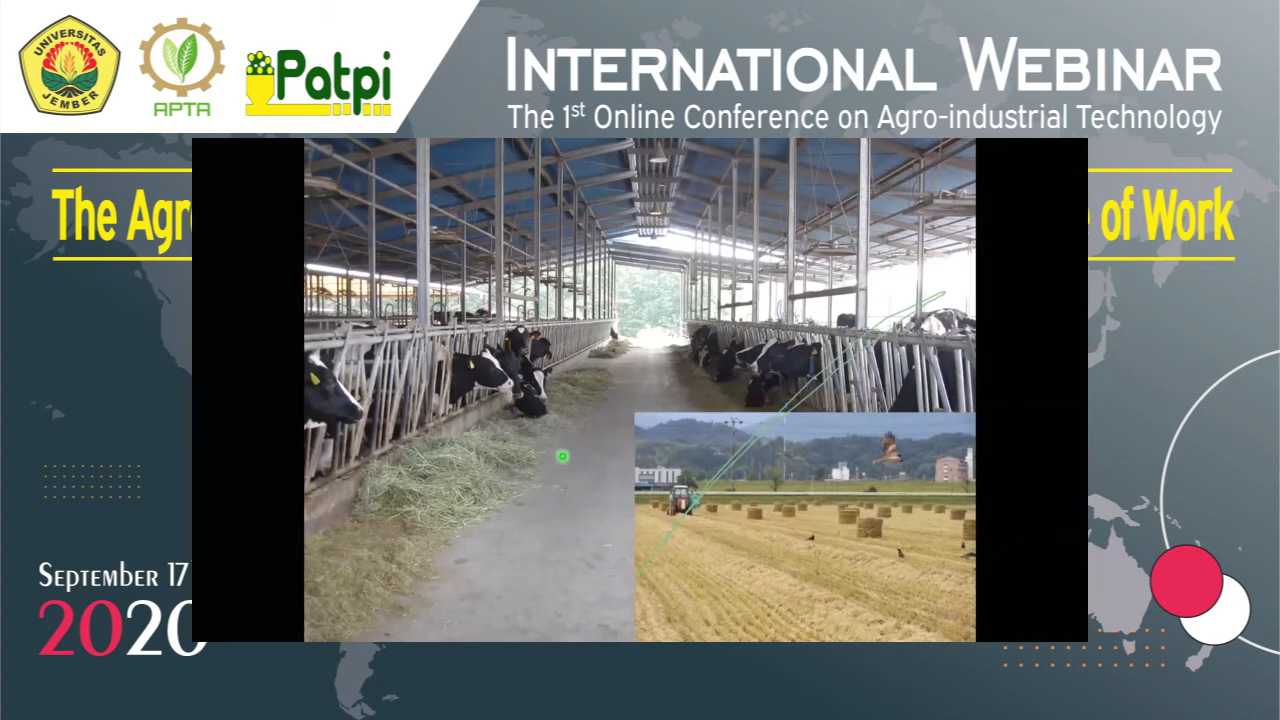 UNIVERSITAS
JEMBER
APTA
Patpi
INTERNATIONAL WEBINAR
The 1st Online Conference on Agro-industrial Technology
The Agr
of Work
SEPTEMBER 17
2020